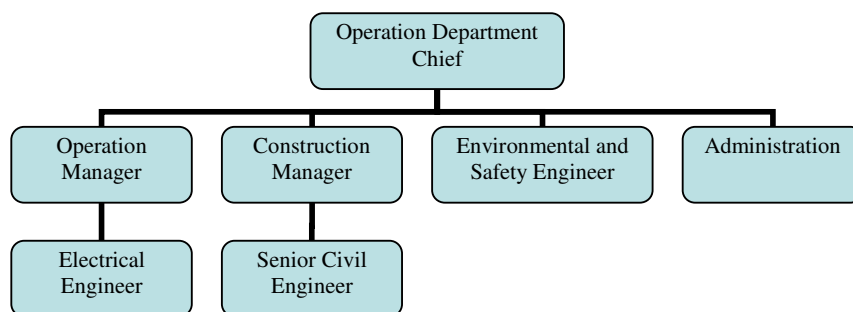 Operation Department
Chief
Operation
Manager
Construction
Manager
Environmental and
Safety Engineer
Administration
Electrical
Engineer
Senior Civil
Engineer